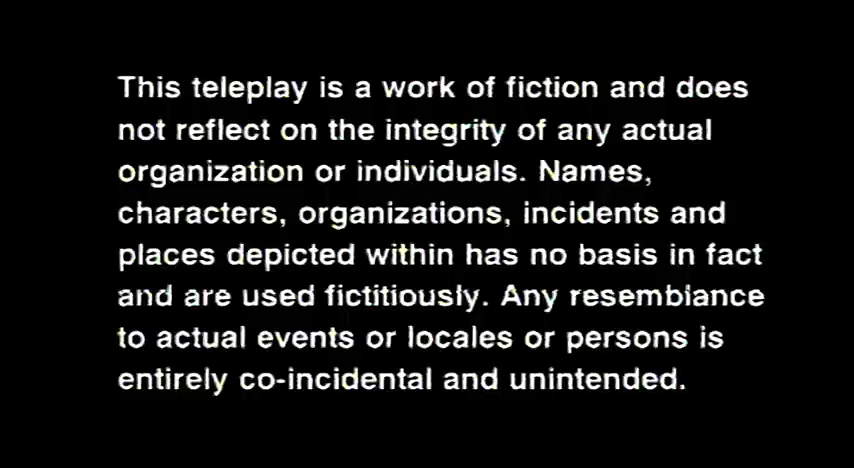 This teleplay is a work of fiction and does
not reflect on the integrity of any actual
organization or individuals. Names,
characters, organizations, incidents and
places depicted within has no basis in fact
and are used fictitiously. Any resemblance
to actual events or locales or persons is
entirely co-incidental and unintended.